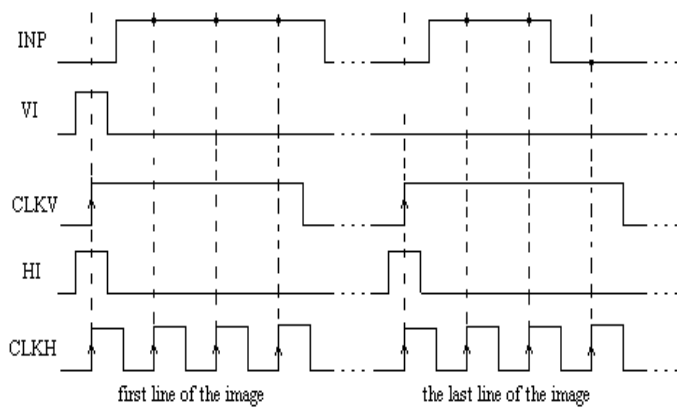 INP
VI
CLKV
HI
CLKH
first line of the image
the last line of the image